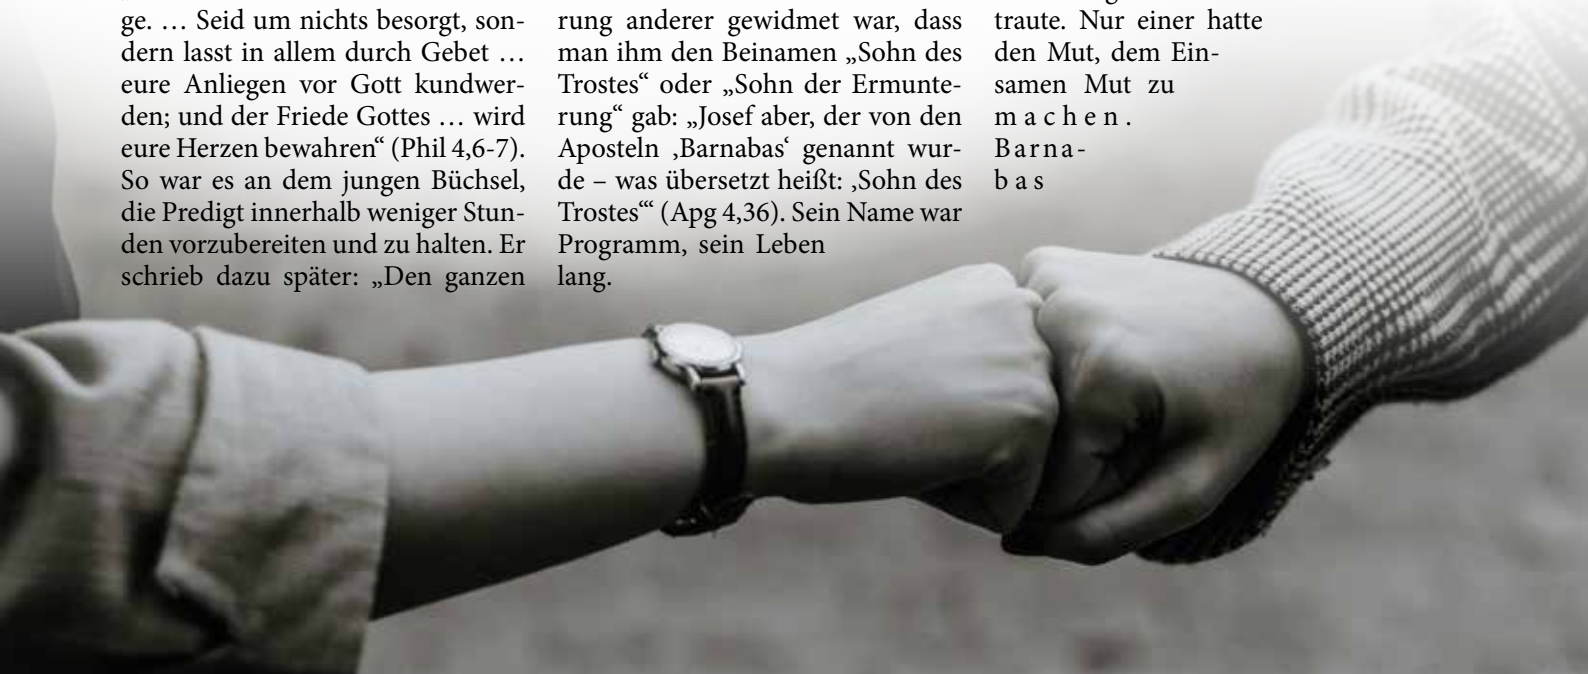 ge. … Seid um nichts besorgt, son-
dern lasst in allem durch Gebet …
eure Anliegen vor Gott kundwer-
den; und der Friede Gottes … wird
eure Herzen bewahren“ (Phil 4,6-7).
So war es an dem jungen Büchsel,
die Predigt innerhalb weniger Stun-
den vorzubereiten und zu halten. Er
schrieb dazu später: „Den ganzen
rung anderer gewidmet war, dass
man ihm den Beinamen „Sohn des
Trostes“ oder „Sohn der Ermunte-
rung“ gab: „Josef aber, der von den
Aposteln ‚Barnabas‘ genannt wur-
de – was übersetzt heißt: ‚Sohn des
Trostes‘“ (Apg 4,36). Sein Name war
Programm, sein Leben
lang.
traute. Nur einer hatte
den Mut, dem Ein-
samen Mut zu
machen.
Barna-
bas